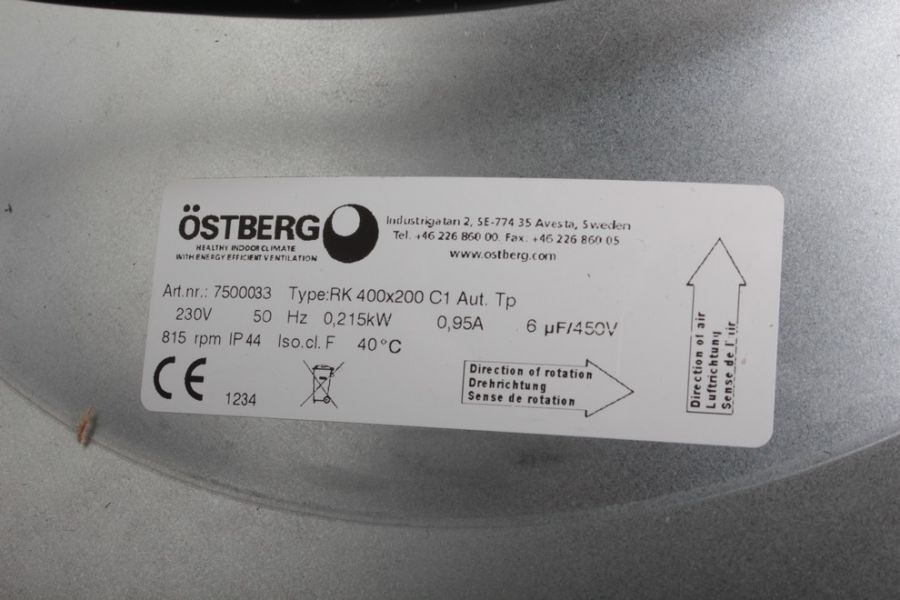 ÖSTBERG
HEALTHY INDOOR CLIMATE
WITH ENERGY EFFICIENT VENTILATION
Industrigatan 2, SE-774 35 Avesta, Sweden
Tel. +46 226 860 00. Fax. +46 226 860 05
www.ostberg.com
Art.nr.: 7500033 Type:RK 400x200 C1 Aut. Tp
230V 50 Hz 0,215kW 0,95A 6 µF/450V
815 rpm IP44 Iso.cl.F 40°C
CE 1234
Direction of rotation
Drehrichtung
Sense de rotation
Direction of air
Luftrichtung
Sense de l'air